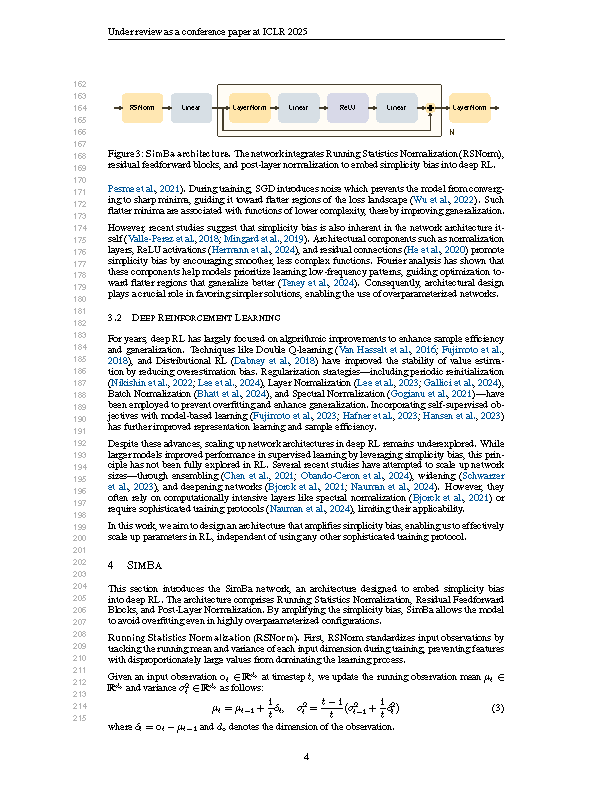 Under review as a conference paper at ICLR 2025
162
163
164
165
166
167
168
169
170
171
172
173
174
175
176
177
178
179
180
181
182
183
184
185
186
187
188
189
190
191
192
193
194
195
196
197
198
199
200
201
202
203
204
205
206
207
208
209
210
211
212
213
214
215
RSNorm Linear LayerNorm Linear ReLU Linear + LayerNorm
N
Figure 3: SimBa architecture. The network integrates Running Statistics Normalization (RSNorm),
residual feedforward blocks, and post-layer normalization to embed simplicity bias into deep RL.
Pesme et al., 2021). During training, SGD introduces noise which prevents the model from converg-
ing to sharp minima, guiding it toward flatter regions of the loss landscape (Wu et al., 2022). Such
flatter minima are associated with functions of lower complexity, thereby improving generalization.
However, recent studies suggest that simplicity bias is also inherent in the network architecture it-
self (Valle-Perez et al., 2018; Mingard et al., 2019). Architectural components such as normalization
layers, ReLU activations (Hermann et al., 2024), and residual connections (He et al., 2020) promote
simplicity bias by encouraging smoother, less complex functions. Fourier analysis has shown that
these components help models prioritize learning low-frequency patterns, guiding optimization to-
ward flatter regions that generalize better (Teney et al., 2024). Consequently, architectural design
plays a crucial role in favoring simpler solutions, enabling the use of overparameterized networks.
3.2 DEEP REINFORCEMENT LEARNING
For years, deep RL has largely focused on algorithmic improvements to enhance sample efficiency
and generalization. Techniques like Double Q-learning (Van Hasselt et al., 2016; Fujimoto et al.,
2018), and Distributional RL (Dabney et al., 2018) have improved the stability of value estima-
tion by reducing overestimation bias. Regularization strategies—including periodic reinitialization
(Nikishin et al., 2022; Lee et al., 2024), Layer Normalization (Lee et al., 2023; Gallici et al., 2024),
Batch Normalization (Bhatt et al., 2024), and Spectral Normalization (Gogianu et al., 2021)—have
been employed to prevent overfitting and enhance generalization. Incorporating self-supervised ob-
jectives with model-based learning (Fujimoto et al., 2023; Hafner et al., 2023; Hansen et al., 2023)
has further improved representation learning and sample efficiency.
Despite these advances, scaling up network architectures in deep RL remains underexplored. While
larger models improved performance in supervised learning by leveraging simplicity bias, this prin-
ciple has not been fully explored in RL. Several recent studies have attempted to scale up network
sizes—through ensembling (Chen et al., 2021; Obando-Ceron et al., 2024), widening (Schwarzer
et al., 2023), and deepening networks (Bjorck et al., 2021; Nauman et al., 2024). However, they
often rely on computationally intensive layers like spectral normalization (Bjorck et al., 2021) or
require sophisticated training protocols (Nauman et al., 2024), limiting their applicability.
In this work, we aim to design an architecture that amplifies simplicity bias, enabling us to effectively
scale up parameters in RL, independent of using any other sophisticated training protocol.
4 SIMBA
This section introduces the SimBa network, an architecture designed to embed simplicity bias
into deep RL. The architecture comprises Running Statistics Normalization, Residual Feedforward
Blocks, and Post-Layer Normalization. By amplifying the simplicity bias, SimBa allows the model
to avoid overfitting even in highly overparameterized configurations.
Running Statistics Normalization (RSNorm). First, RSNorm standardizes input observations by
tracking the running mean and variance of each input dimension during training, preventing features
with disproportionately large values from dominating the learning process.
Given an input observation o_t ∈ ℝ^{d_o} at timestep t, we update the running observation mean μ_t ∈
ℝ^{d_o} and variance σ_t^2 ∈ ℝ^{d_o} as follows:
μ_t = μ_{t−1} + \frac{1}{t}δ_t, σ_t^2 = \frac{t − 1}{t}(σ_{t−1}^2 + \frac{1}{t}δ_t^2) (3)
where δ_t = o_t − μ_{t−1} and d_o denotes the dimension of the observation.
4